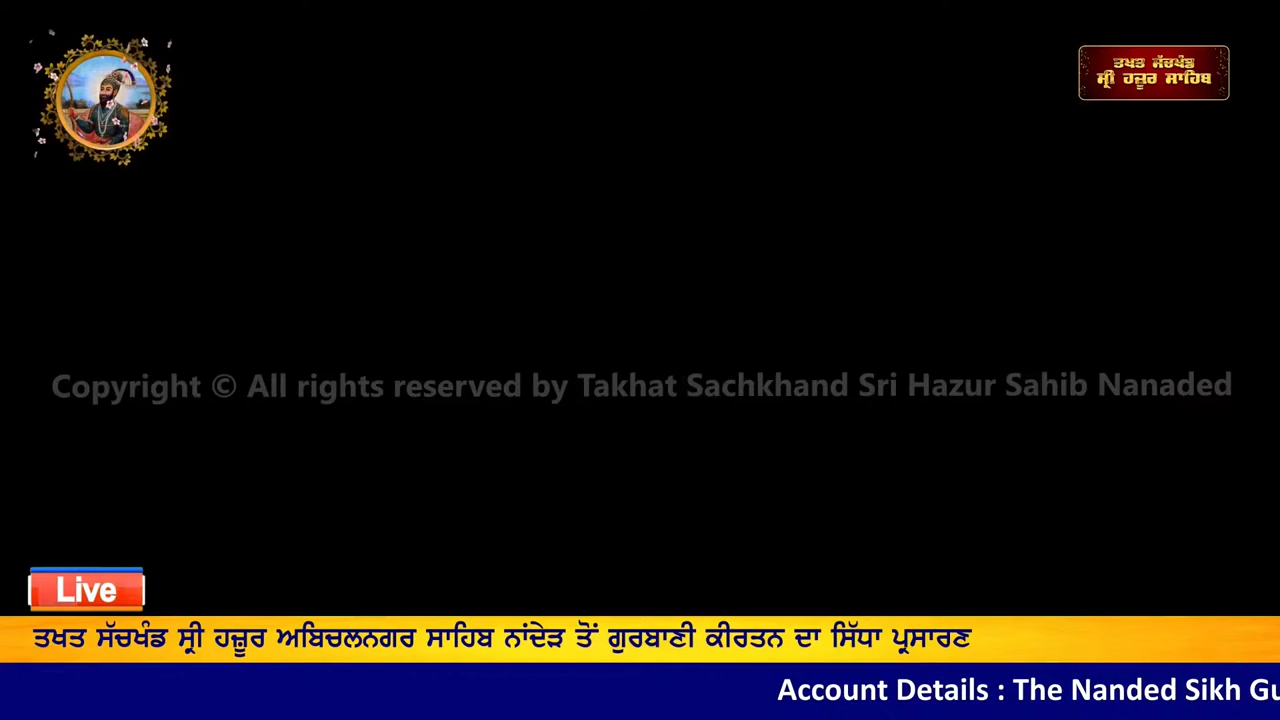 ਤਖਤ ਸੱਚਖੰਡ
ਸ੍ਰੀ ਹਜ਼ੂਰ ਸਾਹਿਬ
Copyright © All rights reserved by Takhat Sachkhand Sri Hazur Sahib Nanaded
Live
ਤਖਤ ਸੱਚਖੰਡ ਸ੍ਰੀ ਹਜ਼ੂਰ ਅਬਿਚਲਨਗਰ ਸਾਹਿਬ ਨਾਂਦੇੜ ਤੋਂ ਗੁਰਬਾਣੀ ਕੀਰਤਨ ਦਾ ਸਿੱਧਾ ਪ੍ਰਸਾਰਣ
Account Details : The Nanded Sikh